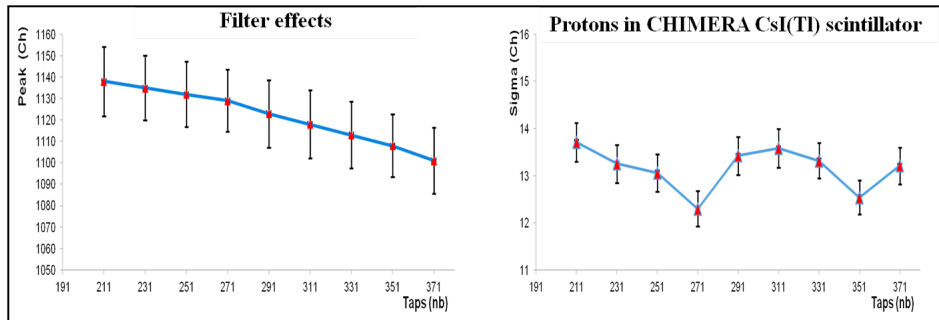 Filter effects
Peak (Ch)
1160
1150
1140
1130
1120
1110
1100
1090
1080
1070
1060
1050
191 211 231 251 271 291 311 331 351 371
Taps (nb)
Protons in CHIMERA CsI(Tl) scintillator
Sigma (Ch)
16
15
14
13
12
11
191 211 231 251 271 291 311 331 351 371
Taps (nb)